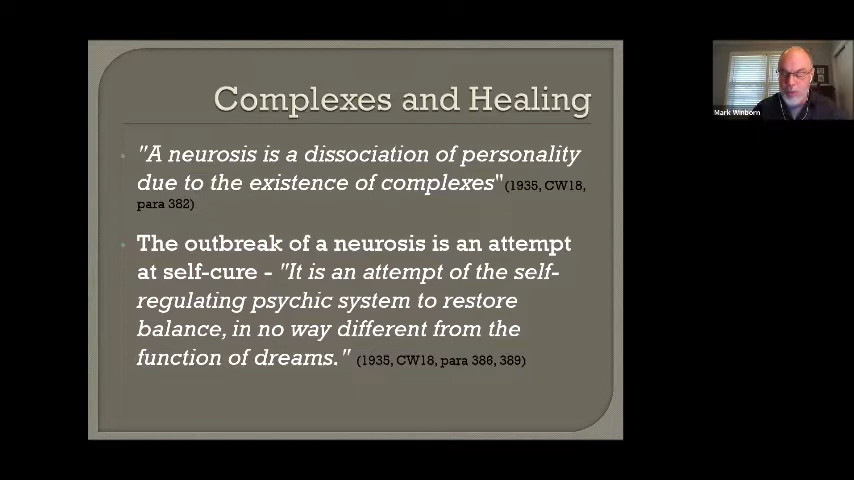 Complexes and Healing
"A neurosis is a dissociation of personality
due to the existence of complexes" (1935, CW18,
para 382)
The outbreak of a neurosis is an attempt
at self-cure - "It is an attempt of the self-
regulating psychic system to restore
balance, in no way different from the
function of dreams." (1935, CW18, para 386, 389)
Mark Winborn